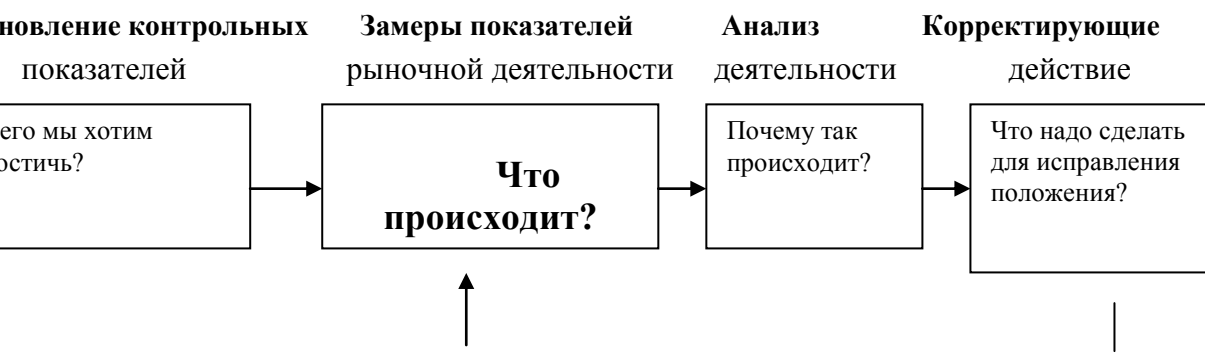 новление контрольных
показателей
Замеры показателей
рыночной деятельности
Анализ
деятельности
Корректирующие
действие
его мы хотим
остичь?
Что
происходит?
Почему так
происходит?
Что надо сделать
для исправления
положения?